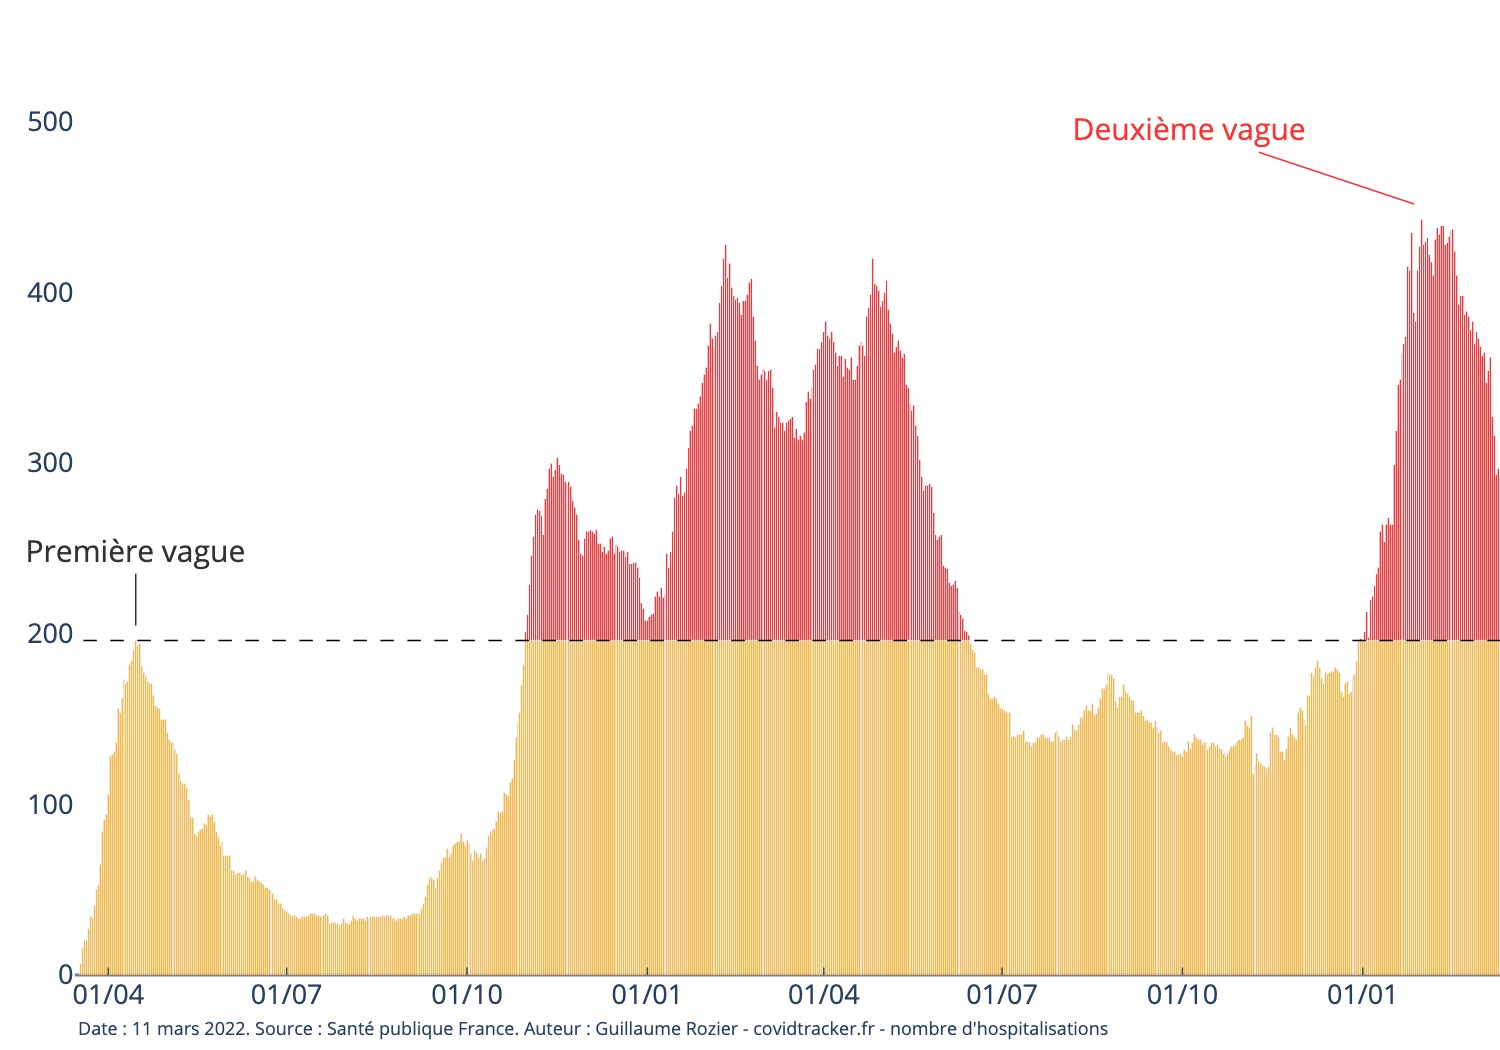 500
Deuxième vague
400
300
Première vague
200
100
0
01/04 01/07 01/10 01/01 01/04 01/07 01/10 01/01
Date : 11 mars 2022. Source : Santé publique France. Auteur : Guillaume Rozier - covidtracker.fr - nombre d'hospitalisations